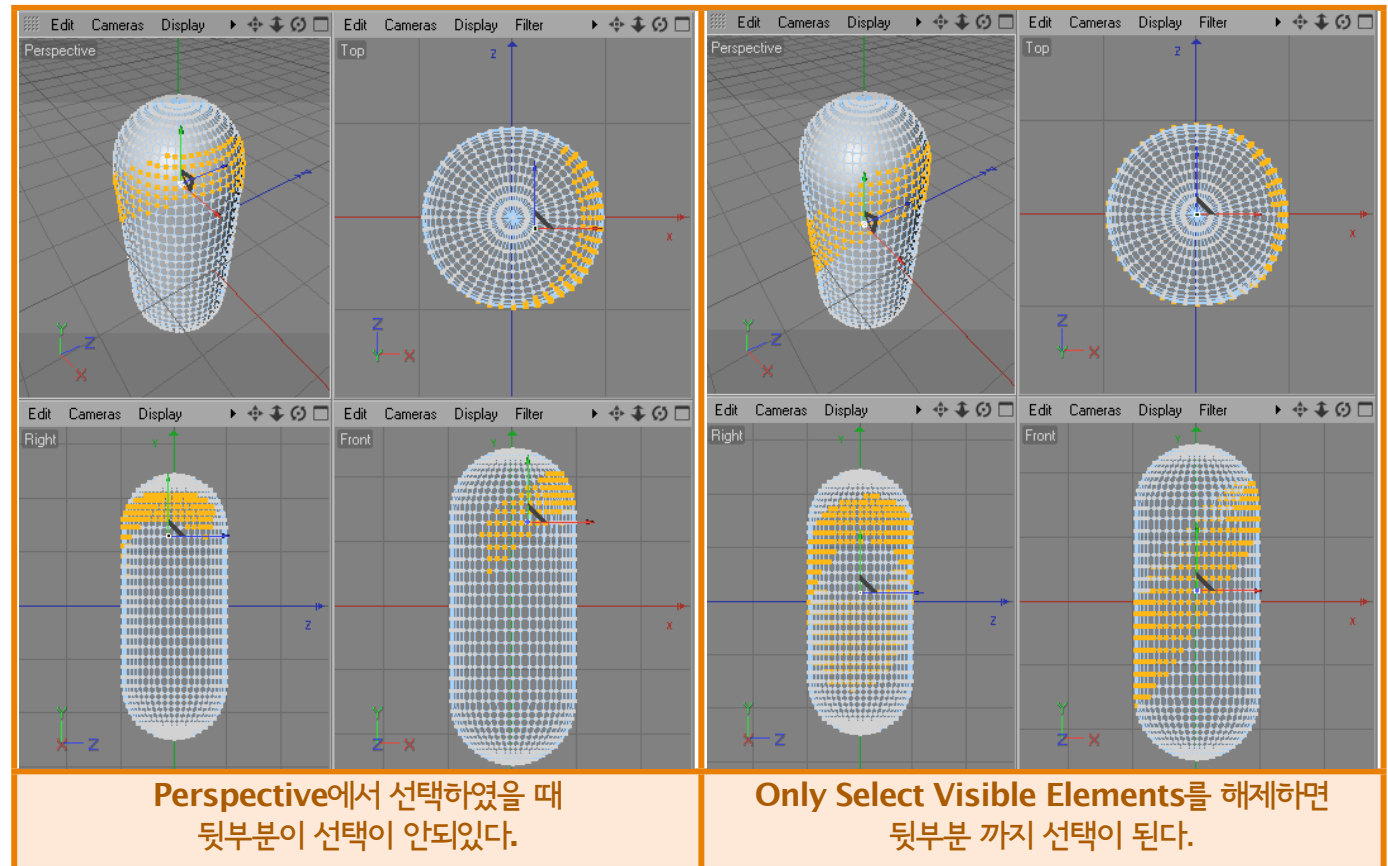 Edit Cameras Display
Edit Cameras Display Filter
Edit Cameras Display
Edit Cameras Display Filter
Perspective
Top
Perspective
Top
Z
X
Z
X
Y
Z
X
Z
Y
X
Y
Z
X
Z
Y
X
Edit Cameras Display
Edit Cameras Display Filter
Edit Cameras Display
Edit Cameras Display Filter
Right
Front
Right
Front
Y
Y
Y
Y
Z
X
Z
X
Y
X Z
Y
Z X
Y
X Z
Y
Z X
Perspective에서 선택하였을 때
뒷부분이 선택이 안되있다.
Only Select Visible Elements를 해제하면
뒷부분 까지 선택이 된다.